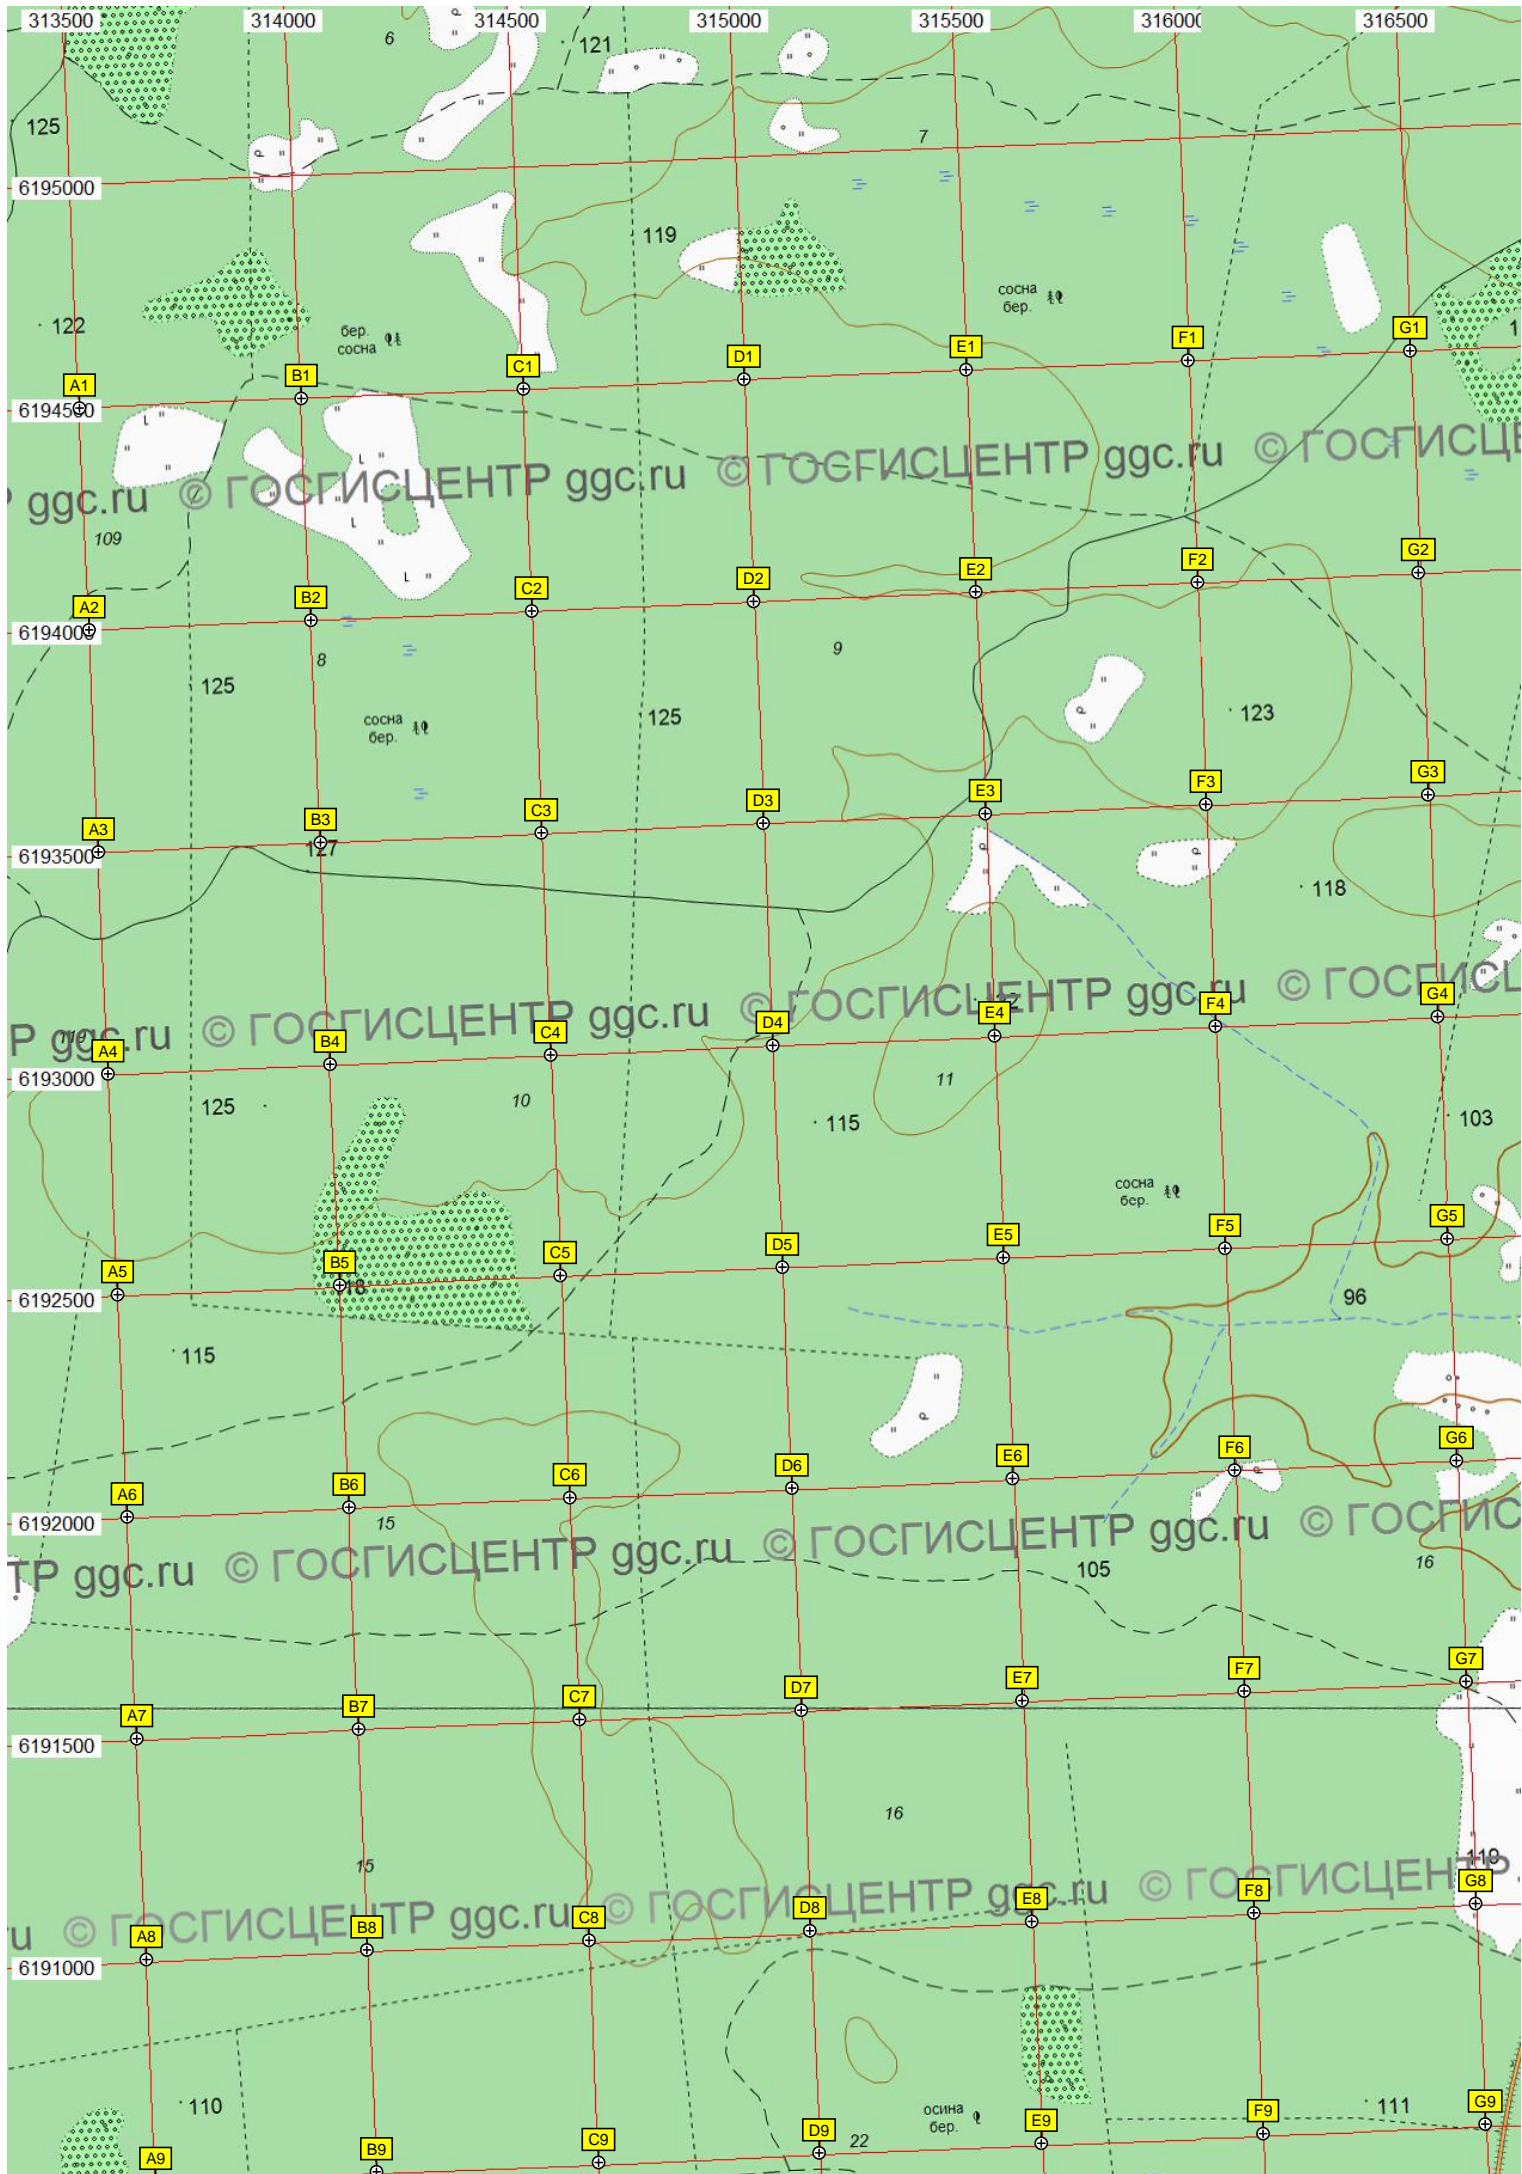 313500 314000 314500 315000 315500 316000 316500
6 121
125 7
6195000
119
сосна
бер.
122
бер.
сосна
A1 B1 C1 D1 E1 F1 G1
6194500
ggc.ru © ГОСГИСЦЕНТР ggc.ru © ГОСГИСЦЕНТР ggc.ru © ГОСГИСЦЕ
109
A2 B2 C2 D2 E2 F2 G2
6194000
8 9
125 125 123
сосна
бер.
A3 B3 C3 D3 E3 F3 G3
127
6193500
118
Р ggc.ru © ГОСГИСЦЕНТР ggc.ru © ГОСГИСЦЕНТР ggc.ru © ГОСГИСЦ
A4 B4 C4 D4 E4 F4 G4
6193000
125 10 11 115 103
сосна
бер.
A5 B5 C5 D5 E5 F5 G5
6192500
96
115
A6 B6 C6 D6 E6 F6 G6
6192000
15
ТР ggc.ru © ГОСГИСЦЕНТР ggc.ru © ГОСГИСЦЕНТР ggc.ru © ГОСГИС
105 16
A7 B7 C7 D7 E7 F7 G7
6191500
16
15
119
u © ГОСГИСЦЕНТР ggc.ru © ГОСГИСЦЕНТР ggc.ru © ГОСГИСЦЕНТР
A8 B8 C8 D8 E8 F8 G8
6191000
110 111
осина
бер.
22
A9 B9 C9 D9 E9 F9 G9